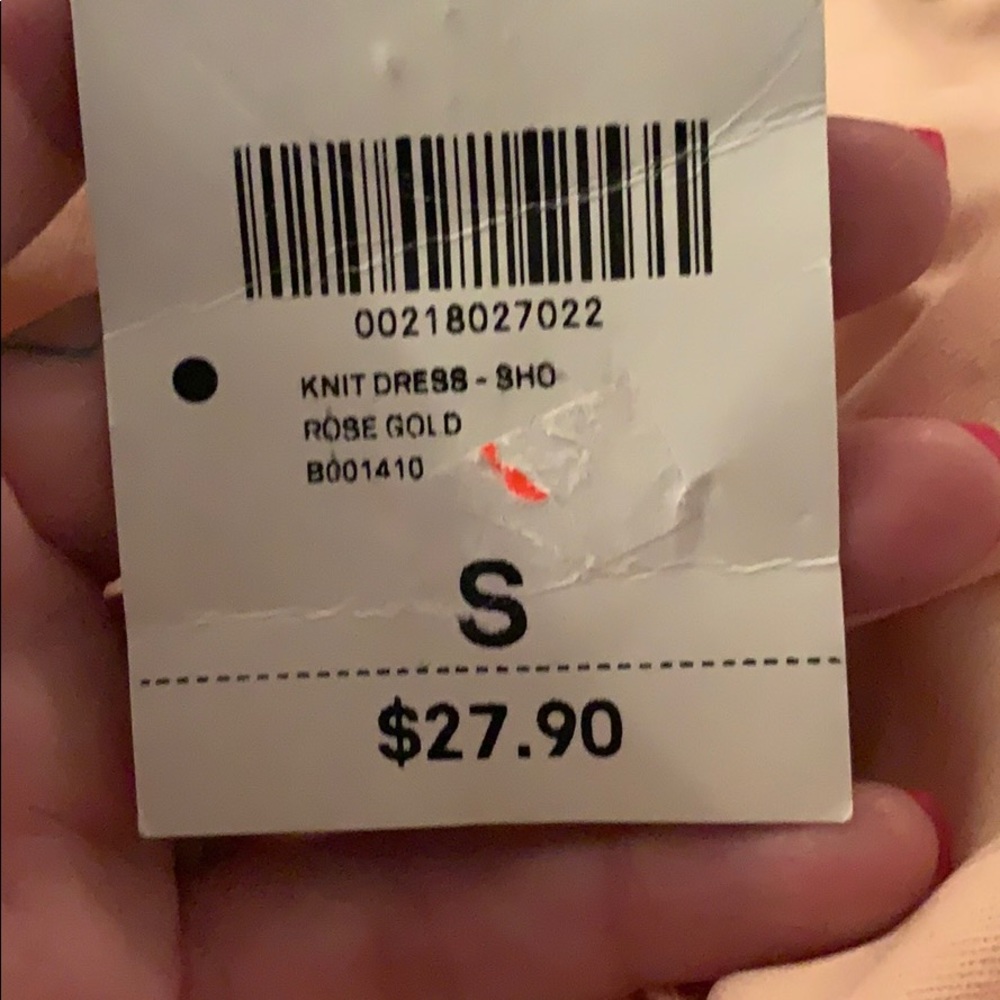 00218027022
KNIT DRESS - SHO
ROSE GOLD
B001410
S
$27.90